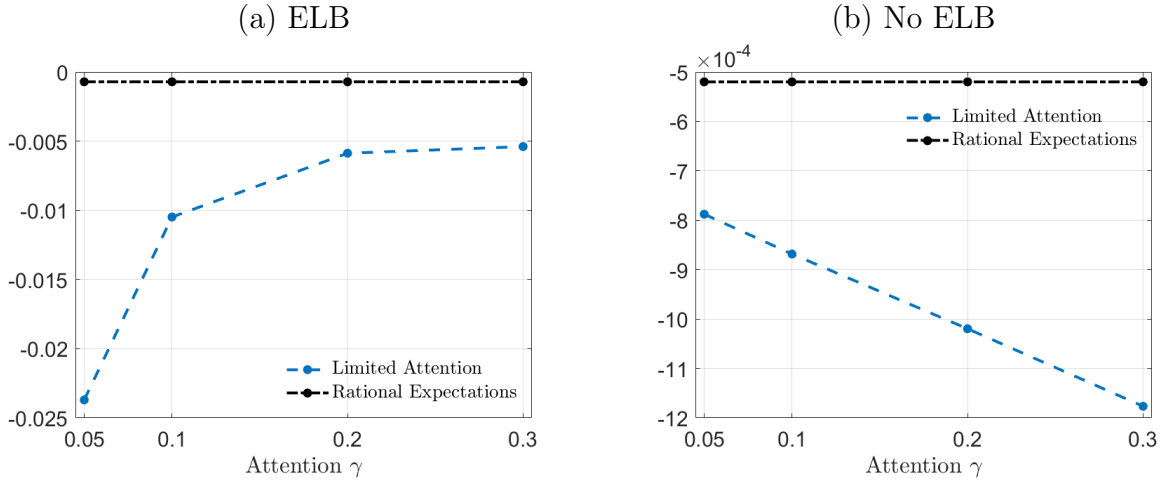 (a) ELB
0
-0.005
-0.01
-0.015
-0.02
-0.025
0.05
0.1
0.2
0.3
Attention γ
Limited Attention
Rational Expectations
(b) No ELB
×10⁻⁴
-5
-6
-7
-8
-9
-10
-11
-12
0.05
0.1
0.2
0.3
Attention γ
Limited Attention
Rational Expectations